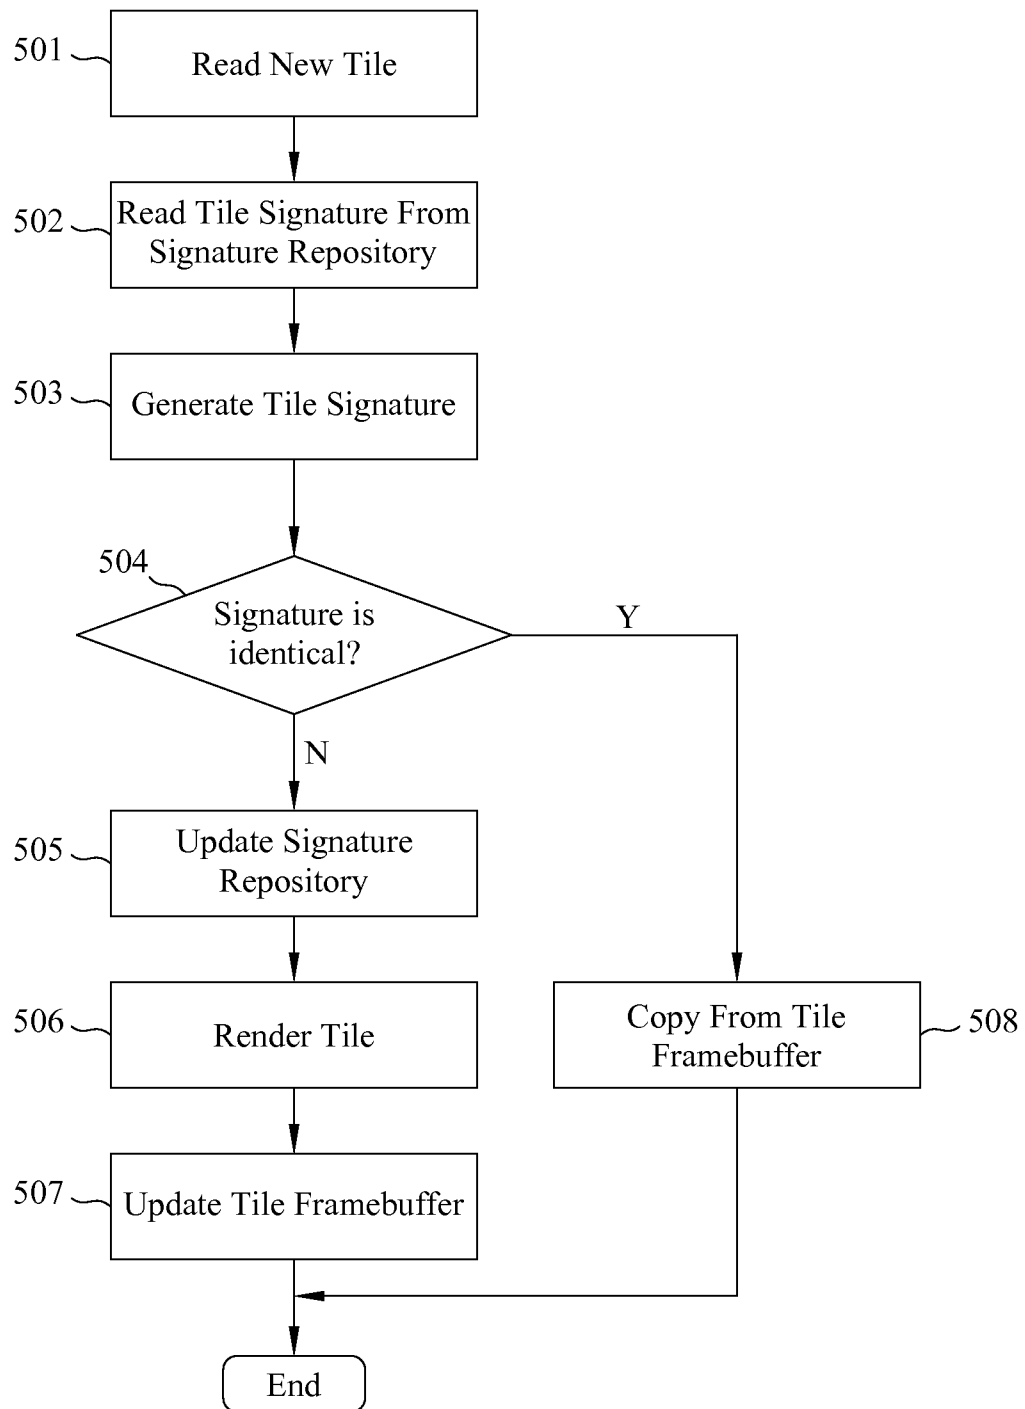 501
Read New Tile
502
Read Tile Signature From
Signature Repository
503
Generate Tile Signature
504
Signature is
identical?
Y
N
505
Update Signature
Repository
506
Render Tile
Copy From Tile
Framebuffer
508
507
Update Tile Framebuffer
End